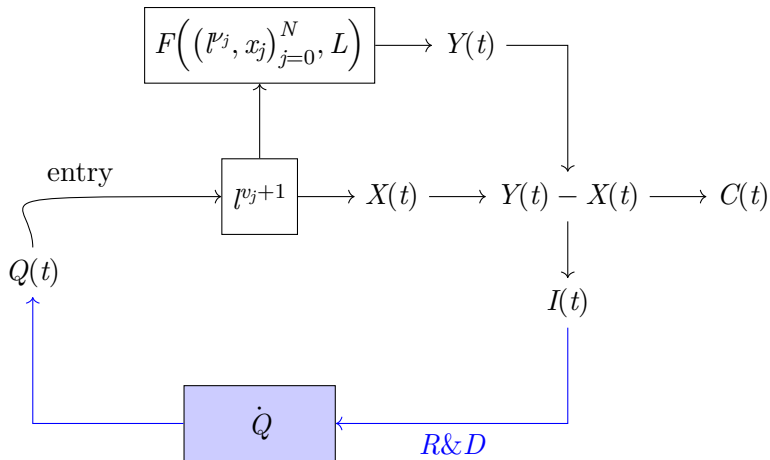 F((l^{ν_j}, x_j)_{j=0}^{N}, L) Y(t)
entry
l^{v_j+1} X(t) Y(t) − X(t) C(t)
Q(t)
I(t)
Q̇
R&D